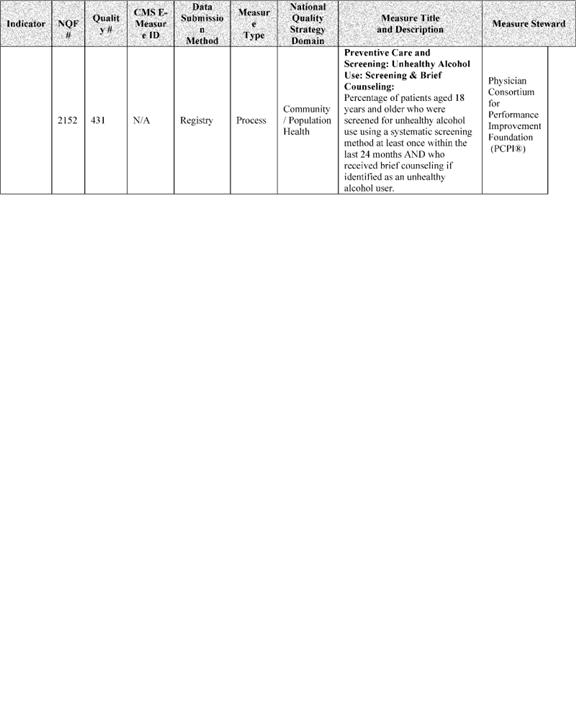 Indicator
NQF
#
Qualit
y #
CMS E-
Measur
e ID
Data
Submissio
n
Method
Measur
e
Type
National
Quality
Strategy
Domain
Measure Title
and Description
Measure Steward
2152
431
N/A
Registry
Process
Community
/ Population
Health
Preventive Care and
Screening: Unhealthy Alcohol
Use: Screening & Brief
Counseling:
Percentage of patients aged 18
years and older who were
screened for unhealthy alcohol
use using a systematic screening
method at least once within the
last 24 months AND who
received brief counseling if
identified as an unhealthy
alcohol user.
Physician
Consortium
for
Performance
Improvement
Foundation
(PCPI®)